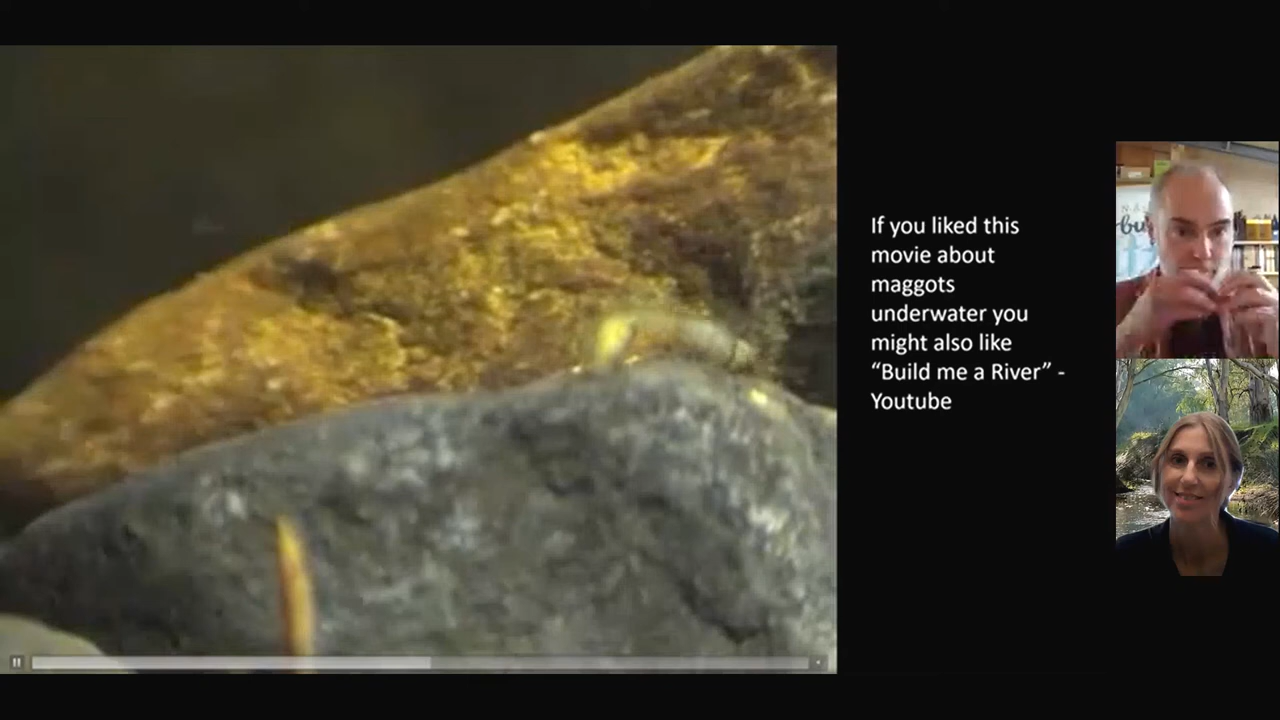 If you liked this
movie about
maggots
underwater you
might also like
“Build me a River” -
Youtube